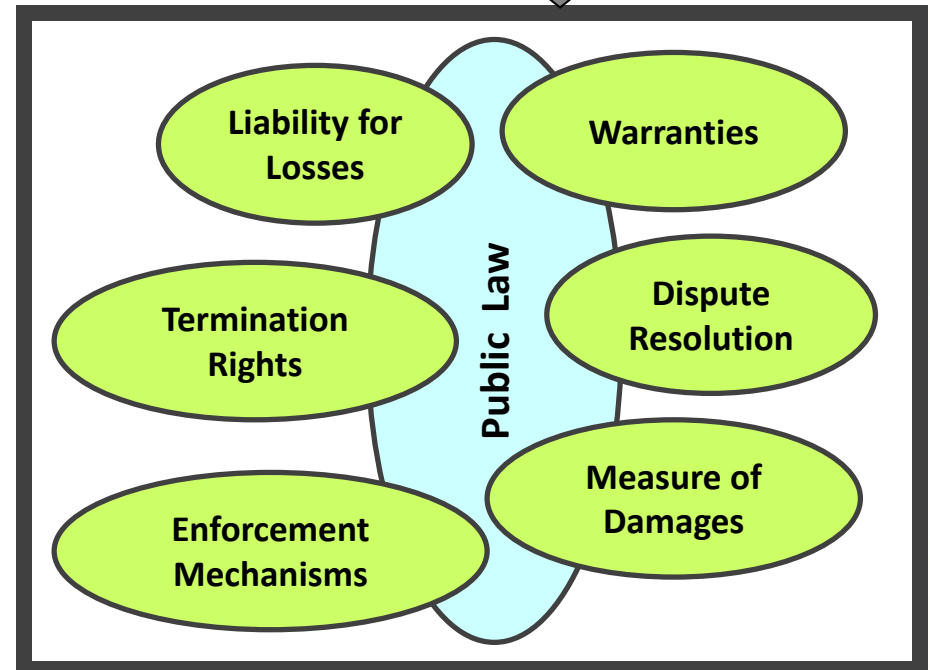 Liability for
Losses
Warranties
Termination
Rights
Public Law
Dispute
Resolution
Enforcement
Mechanisms
Measure of
Damages